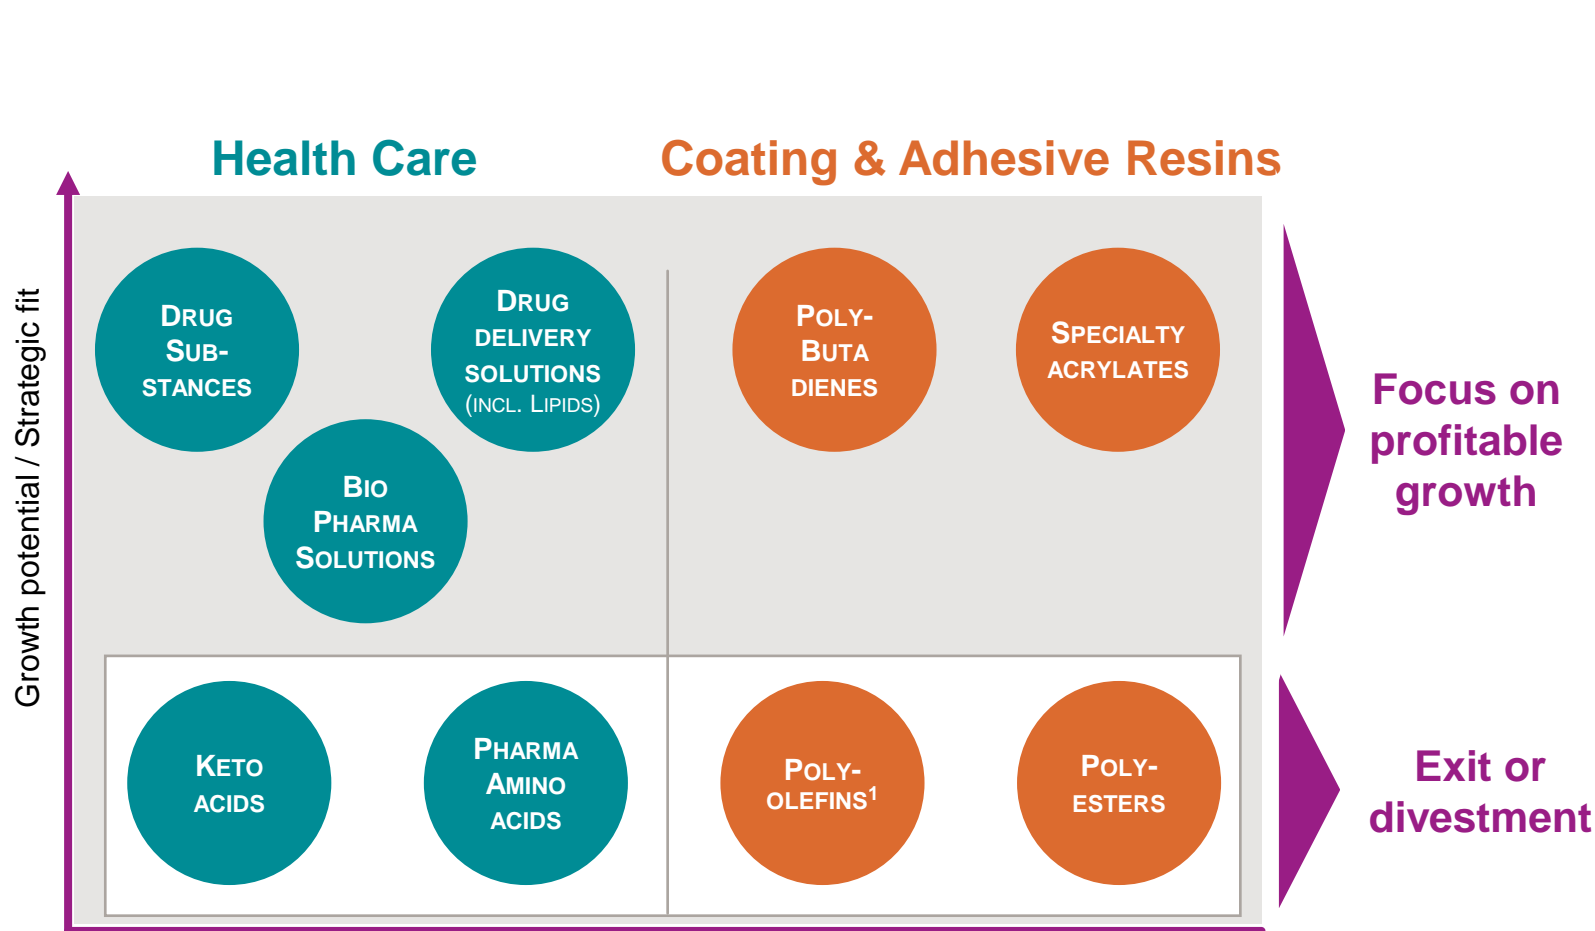 Health Care
Coating & Adhesive Resins
Growth potential / Strategic fit
DRUG
SUB-
STANCES
DRUG
DELIVERY
SOLUTIONS
(INCL. LIPIDS)
BIO
PHARMA
SOLUTIONS
POLY-
BUTA
DIENES
SPECIALTY
ACRYLATES
Focus on
profitable
growth
KETO
ACIDS
PHARMA
AMINO
ACIDS
POLY-
OLEFINS¹
POLY-
ESTERS
Exit or
divestment